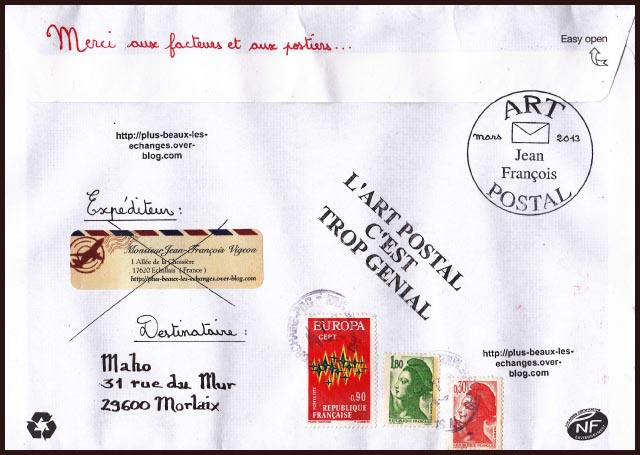 Merci aux facteurs et aux postiers...
Easy open
ART
mars 2013
Jean
François
POSTAL
http://plus-beaux-les-
echanges.over-
blog.com
Expéditeur :
Monsieur Jean-François Vigeon
1 Allée de la Choisière
17620 Echillais ( France )
http://plus-beaux-les-echanges.over-blog.com
L'ART POSTAL
C'EST
TROP GENIAL
Destinataire :
Maho
31 rue du Mur
29600 Morlaix
EUROPA
CEPT
0,90
REPUBLIQUE
FRANÇAISE
1,80
0,30
http://plus-beaux-les-
echanges.over-
blog.com
NF